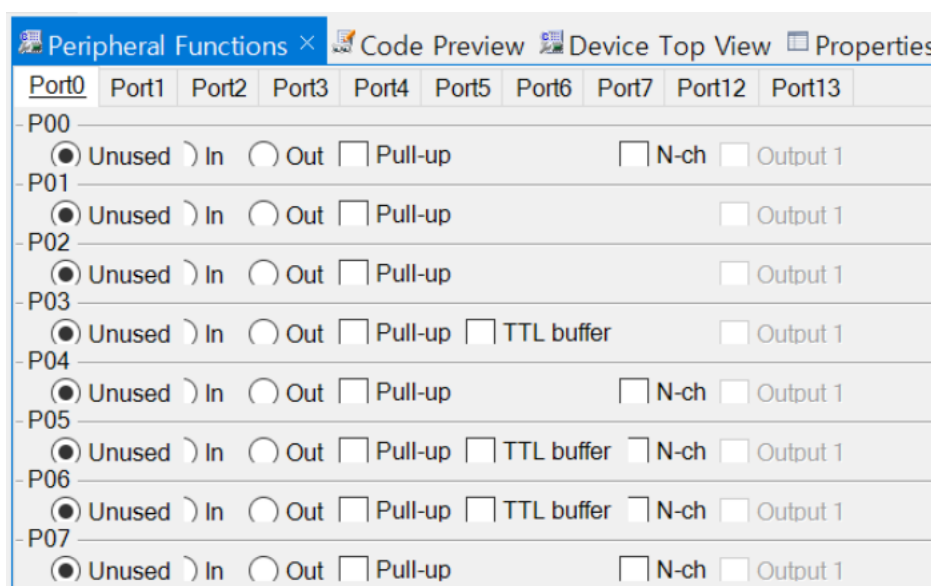 Peripheral Functions × Code Preview Device Top View Properties
Port0 Port1 Port2 Port3 Port4 Port5 Port6 Port7 Port12 Port13
P00
Unused In Out Pull-up N-ch Output 1
P01
Unused In Out Pull-up Output 1
P02
Unused In Out Pull-up Output 1
P03
Unused In Out Pull-up TTL buffer Output 1
P04
Unused In Out Pull-up N-ch Output 1
P05
Unused In Out Pull-up TTL buffer N-ch Output 1
P06
Unused In Out Pull-up TTL buffer N-ch Output 1
P07
Unused In Out Pull-up N-ch Output 1